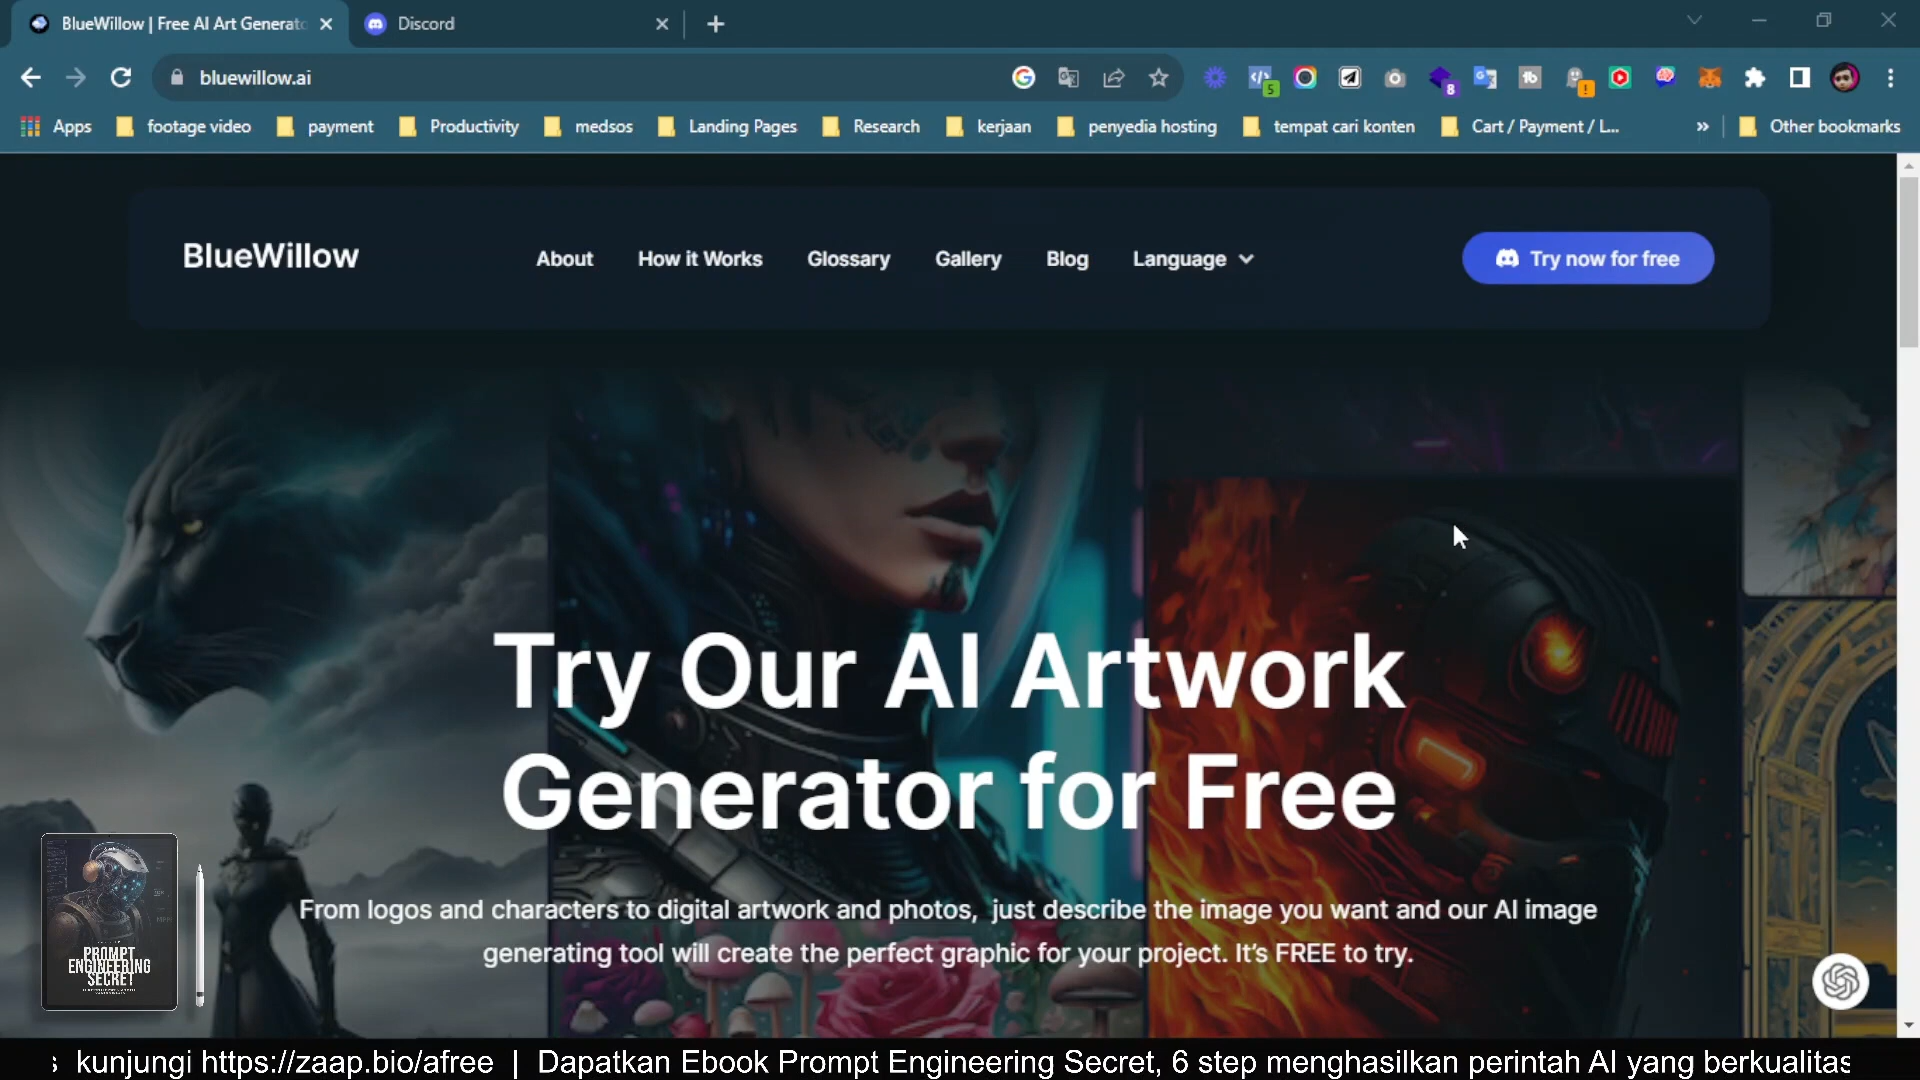 BlueWillow | Free AI Art Generato
Discord
bluewillow.ai
5
8
Apps
footage video
payment
Productivity
medsos
Landing Pages
Research
kerjaan
penyedia hosting
tempat cari konten
Cart / Payment / L...
Other bookmarks
BlueWillow
About
How it Works
Glossary
Gallery
Blog
Language
Try now for free
Try Our AI Artwork
Generator for Free
From logos and characters to digital artwork and photos, just describe the image you want and our AI image
generating tool will create the perfect graphic for your project. It's FREE to try.
PROMPT
ENGINEERING
SECRET
kunjungi https://zaap.bio/afree | Dapatkan Ebook Prompt Engineering Secret, 6 step menghasilkan perintah AI yang berkualitas